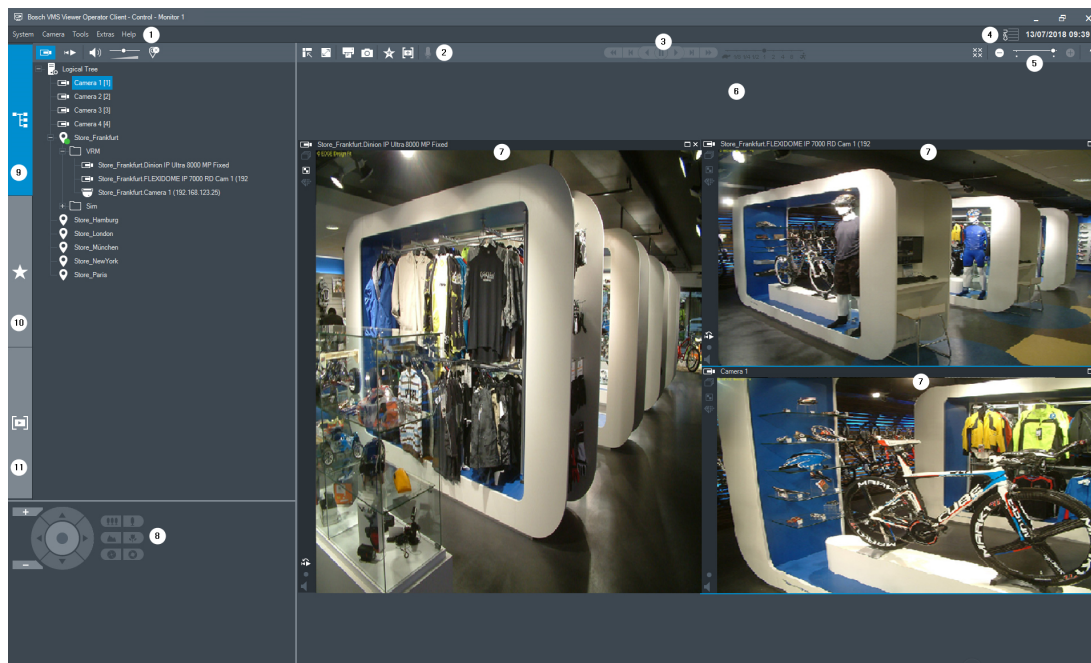 Bosch VMS Viewer Operator Client - Control - Monitor 1
System Camera Tools Extras Help 1
2
3
4 13/07/2018 09:39
5
6
Logical Tree
Camera 1 [1]
Camera 2 [2]
Camera 3 [3]
Camera 4 [4]
Store_Frankfurt
VRM
Store_Frankfurt.Dinion IP Ultra 8000 MP Fixed
Store_Frankfurt.FLEXIDOME IP 7000 RD Cam 1 (192
Store_Frankfurt.Camera 1 (192.168.123.25)
Sim
Store_Hamburg
Store_London
Store_München
Store_NewYork
Store_Paris
9
10
11
8
Store_Frankfurt.Dinion IP Ultra 8000 MP Fixed
7
Store_Frankfurt.FLEXIDOME IP 7000 RD Cam 1 (192
7
Camera 1
7
CUBE